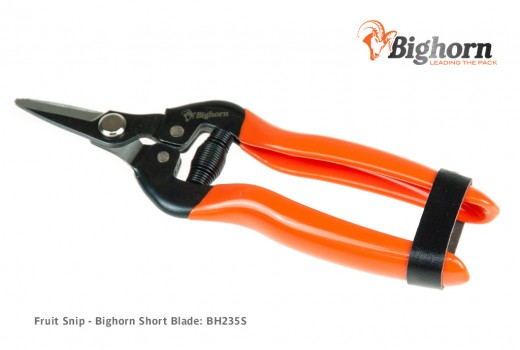 Bighorn
LEADING THE PACK
Bighorn
Fruit Snip - Bighorn Short Blade: BH235S